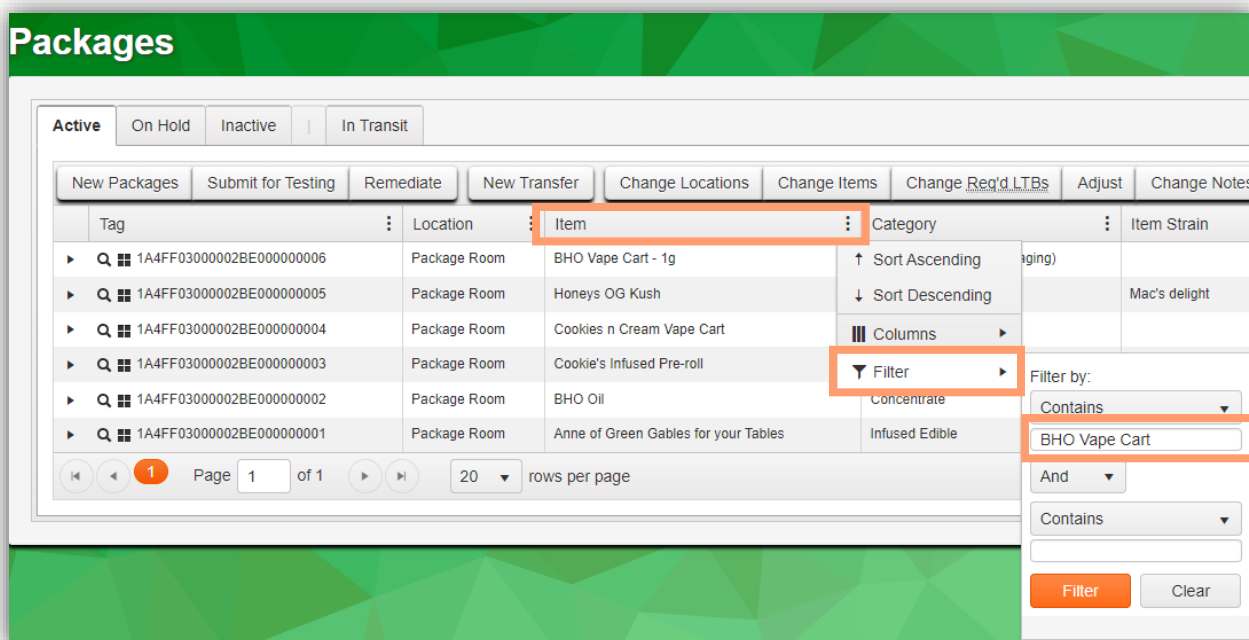 Packages
Active On Hold Inactive | In Transit
New Packages Submit for Testing Remediate New Transfer Change Locations Change Items Change Req'd LTBs Adjust Change Notes
Tag Location Item Category Item Strain
1A4FF03000002BE000000006 Package Room BHO Vape Cart - 1g aging)
1A4FF03000002BE000000005 Package Room Honeys OG Kush Mac's delight
1A4FF03000002BE000000004 Package Room Cookies n Cream Vape Cart
1A4FF03000002BE000000003 Package Room Cookie's Infused Pre-roll
1A4FF03000002BE000000002 Package Room BHO Oil Concentrate
1A4FF03000002BE000000001 Package Room Anne of Green Gables for your Tables Infused Edible
1 Page 1 of 1 20 rows per page
Sort Ascending
Sort Descending
Columns
Filter
Filter by:
Contains
BHO Vape Cart
And
Contains
Filter Clear